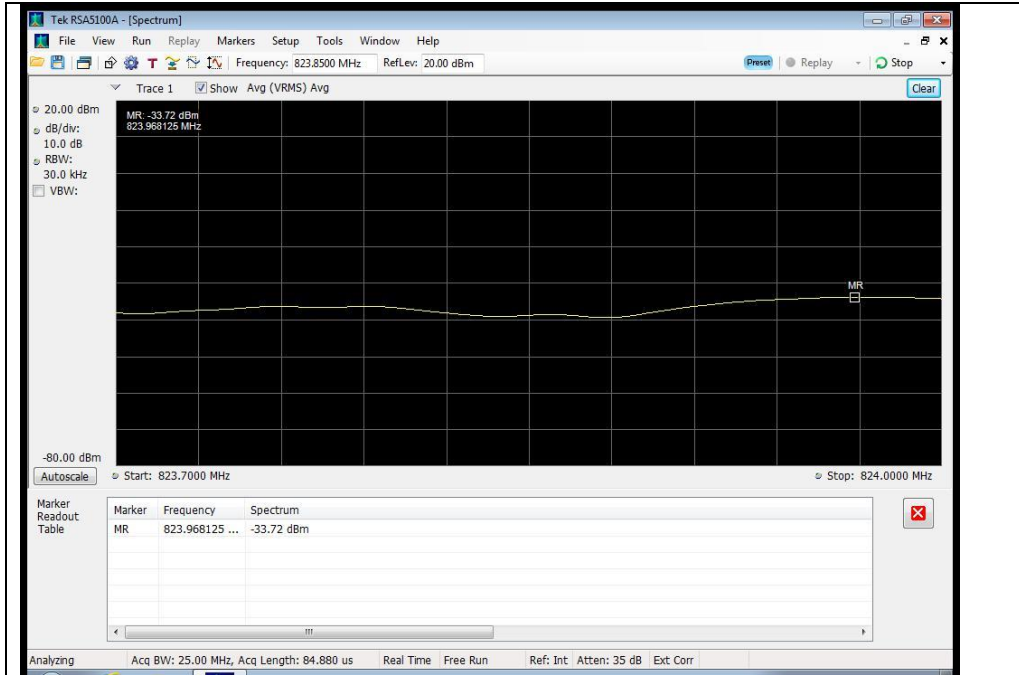 Tek RSA5100A - [Spectrum]
File View Run Replay Markers Setup Tools Window Help
T Frequency: 823.8500 MHz RefLev: 20.00 dBm Preset Replay Stop
Trace 1 Show Avg (VRMS) Avg Clear
20.00 dBm
dB/div:
10.0 dB
RBW:
30.0 kHz
VBW:
MR: -33.72 dBm
823.968125 MHz
MR
-80.00 dBm
Autoscale Start: 823.7000 MHz Stop: 824.0000 MHz
Marker
Readout
Table
Marker Frequency Spectrum
MR 823.968125 ... -33.72 dBm
Analyzing Acq BW: 25.00 MHz, Acq Length: 84.880 us Real Time Free Run Ref: Int Atten: 35 dB Ext Corr